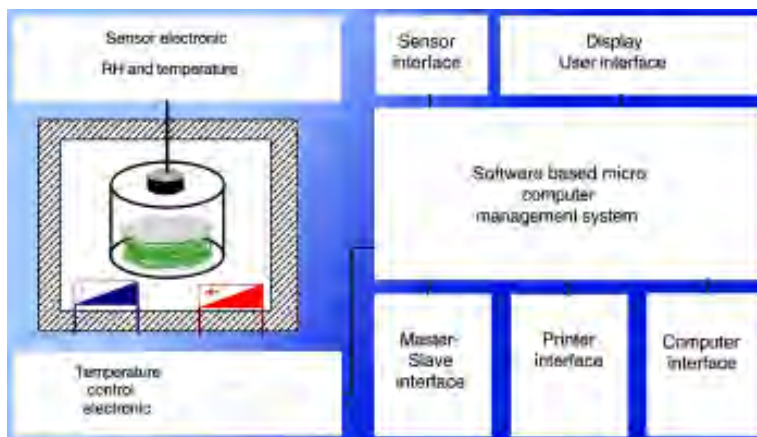 Sensor electronic
RH and temperature
Sensor
interface
Display
User interface
Software based micro
computer
management system
Temperature
control
electronic
Master-
Slave
interface
Printer
interface
Computer
interface